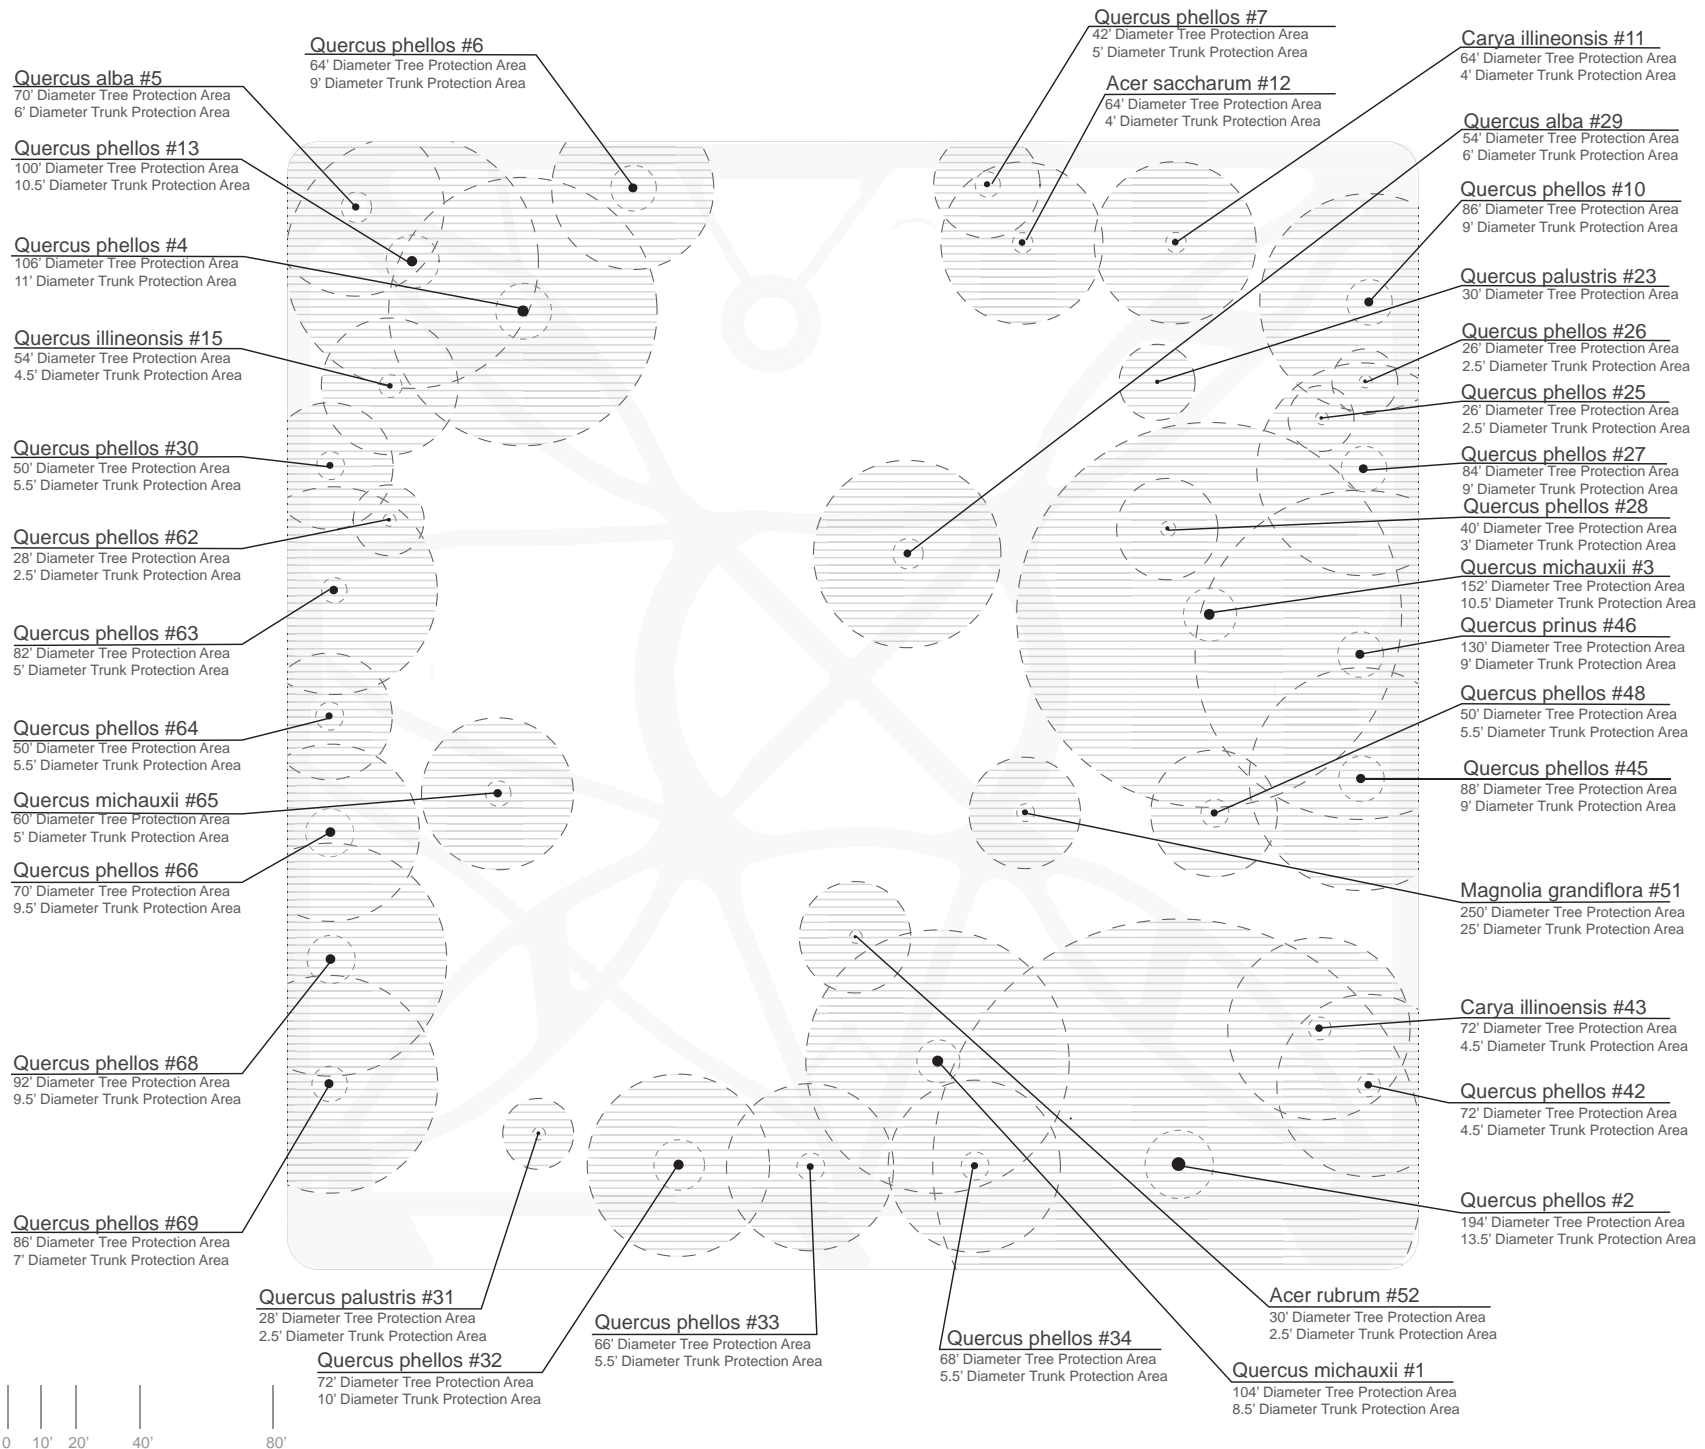 Quercus phellos #7
42' Diameter Tree Protection Area
5' Diameter Trunk Protection Area
Quercus phellos #6
64' Diameter Tree Protection Area
9' Diameter Trunk Protection Area
Carya illineonsis #11
64' Diameter Tree Protection Area
4' Diameter Trunk Protection Area
Quercus alba #5
70' Diameter Tree Protection Area
6' Diameter Trunk Protection Area
Acer saccharum #12
64' Diameter Tree Protection Area
4' Diameter Trunk Protection Area
Quercus alba #29
54' Diameter Tree Protection Area
6' Diameter Trunk Protection Area
Quercus phellos #13
100' Diameter Tree Protection Area
10.5' Diameter Trunk Protection Area
Quercus phellos #10
86' Diameter Tree Protection Area
9' Diameter Trunk Protection Area
Quercus phellos #4
106' Diameter Tree Protection Area
11' Diameter Trunk Protection Area
Quercus palustris #23
30' Diameter Tree Protection Area
Quercus illineonsis #15
54' Diameter Tree Protection Area
4.5' Diameter Trunk Protection Area
Quercus phellos #26
26' Diameter Tree Protection Area
2.5' Diameter Trunk Protection Area
Quercus phellos #25
26' Diameter Tree Protection Area
2.5' Diameter Trunk Protection Area
Quercus phellos #30
50' Diameter Tree Protection Area
5.5' Diameter Trunk Protection Area
Quercus phellos #27
84' Diameter Tree Protection Area
9' Diameter Trunk Protection Area
Quercus phellos #28
40' Diameter Tree Protection Area
3' Diameter Trunk Protection Area
Quercus phellos #62
28' Diameter Tree Protection Area
2.5' Diameter Trunk Protection Area
Quercus michauxii #3
152' Diameter Tree Protection Area
10.5' Diameter Trunk Protection Area
Quercus phellos #63
82' Diameter Tree Protection Area
5' Diameter Trunk Protection Area
Quercus prinus #46
130' Diameter Tree Protection Area
9' Diameter Trunk Protection Area
Quercus phellos #48
50' Diameter Tree Protection Area
5.5' Diameter Trunk Protection Area
Quercus phellos #64
50' Diameter Tree Protection Area
5.5' Diameter Trunk Protection Area
Quercus phellos #45
88' Diameter Tree Protection Area
9' Diameter Trunk Protection Area
Quercus michauxii #65
60' Diameter Tree Protection Area
5' Diameter Trunk Protection Area
Quercus phellos #66
70' Diameter Tree Protection Area
9.5' Diameter Trunk Protection Area
Magnolia grandiflora #51
250' Diameter Tree Protection Area
25' Diameter Trunk Protection Area
Carya illinoensis #43
72' Diameter Tree Protection Area
4.5' Diameter Trunk Protection Area
Quercus phellos #68
92' Diameter Tree Protection Area
9.5' Diameter Trunk Protection Area
Quercus phellos #42
72' Diameter Tree Protection Area
4.5' Diameter Trunk Protection Area
Quercus phellos #2
194' Diameter Tree Protection Area
13.5' Diameter Trunk Protection Area
Quercus phellos #69
86' Diameter Tree Protection Area
7' Diameter Trunk Protection Area
Quercus palustris #31
28' Diameter Tree Protection Area
2.5' Diameter Trunk Protection Area
Acer rubrum #52
30' Diameter Tree Protection Area
2.5' Diameter Trunk Protection Area
Quercus phellos #33
66' Diameter Tree Protection Area
5.5' Diameter Trunk Protection Area
Quercus phellos #34
68' Diameter Tree Protection Area
5.5' Diameter Trunk Protection Area
Quercus phellos #32
72' Diameter Tree Protection Area
10' Diameter Trunk Protection Area
Quercus michauxii #1
104' Diameter Tree Protection Area
8.5' Diameter Trunk Protection Area
0 10' 20' 40' 80'